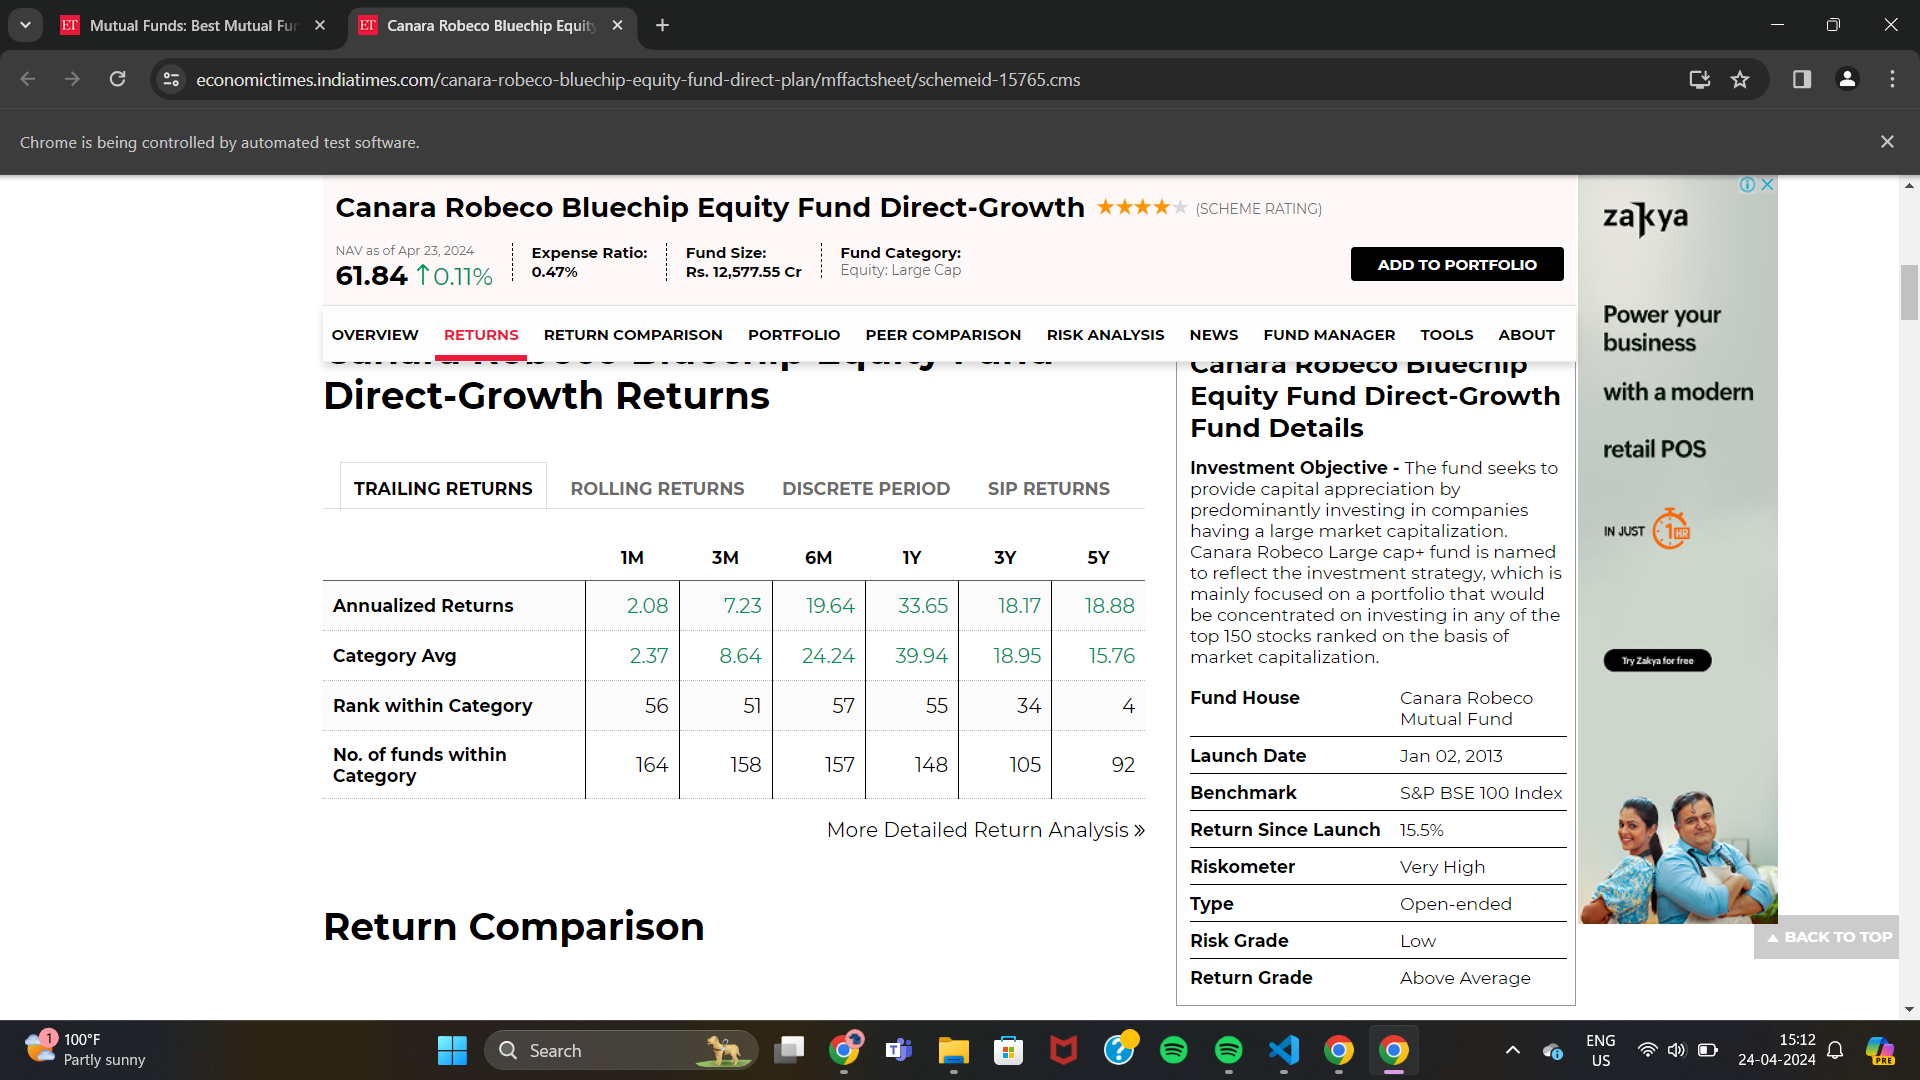 Mutual Funds: Best Mutual Fun
Canara Robeco Bluechip Equity
economictimes.indiatimes.com/canara-robeco-bluechip-equity-fund-direct-plan/mffactsheet/schemeid-15765.cms
Chrome is being controlled by automated test software.
Canara Robeco Bluechip Equity Fund Direct-Growth (SCHEME RATING)
NAV as of Apr 23, 2024
61.84 ↑0.11%
Expense Ratio:
0.47%
Fund Size:
Rs. 12,577.55 Cr
Fund Category:
Equity: Large Cap
ADD TO PORTFOLIO
OVERVIEW RETURNS RETURN COMPARISON PORTFOLIO PEER COMPARISON RISK ANALYSIS NEWS FUND MANAGER TOOLS ABOUT
Canara Robeco Bluechip Equity Fund
Direct-Growth Returns
TRAILING RETURNS ROLLING RETURNS DISCRETE PERIOD SIP RETURNS
1M 3M 6M 1Y 3Y 5Y
Annualized Returns 2.08 7.23 19.64 33.65 18.17 18.88
Category Avg 2.37 8.64 24.24 39.94 18.95 15.76
Rank within Category 56 51 57 55 34 4
No. of funds within
Category 164 158 157 148 105 92
More Detailed Return Analysis »
Return Comparison
Canara Robeco Bluechip
Equity Fund Direct-Growth
Fund Details
Investment Objective - The fund seeks to
provide capital appreciation by
predominantly investing in companies
having a large market capitalization.
Canara Robeco Large cap+ fund is named
to reflect the investment strategy, which is
mainly focused on a portfolio that would
be concentrated on investing in any of the
top 150 stocks ranked on the basis of
market capitalization.
Fund House Canara Robeco
Mutual Fund
Launch Date Jan 02, 2013
Benchmark S&P BSE 100 Index
Return Since Launch 15.5%
Riskometer Very High
Type Open-ended
Risk Grade Low
Return Grade Above Average
zakya
Power your
business
with a modern
retail POS
IN JUST 1 HR
Try Zakya for free
BACK TO TOP
1
100°F
Partly sunny
Search
ENG
US
15:12
24-04-2024
PRE